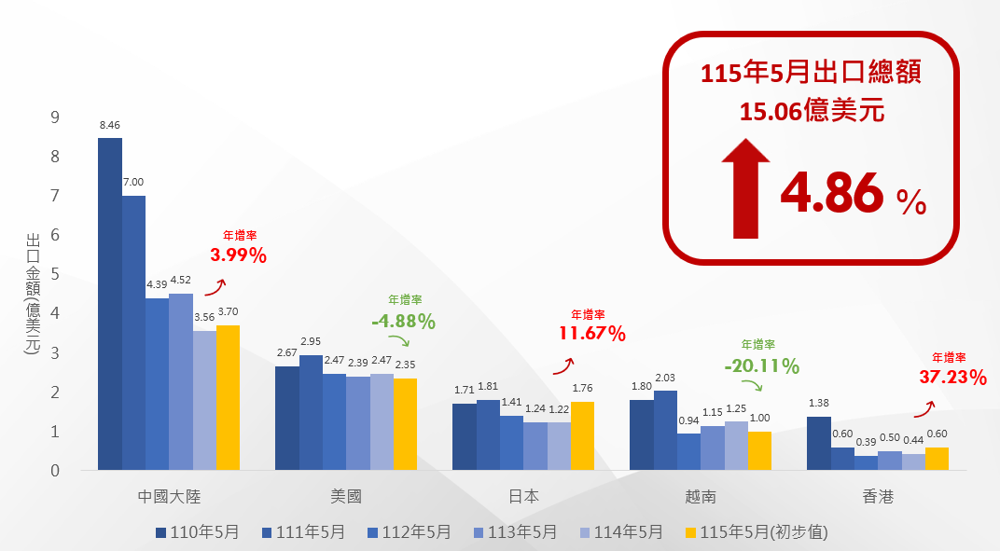 115年5月出口總額
15.06億美元
4.86 %
出口金額(億美元)
9
8
7
6
5
4
3
2
1
0
8.46
7.00
4.39
4.52
3.56
3.70
年增率
3.99%
2.67
2.95
2.47
2.39
2.47
2.35
年增率
-4.88%
1.71
1.81
1.41
1.24
1.22
1.76
年增率
11.67%
1.80
2.03
0.94
1.15
1.25
1.00
年增率
-20.11%
1.38
0.60
0.39
0.50
0.44
0.60
年增率
37.23%
中國大陸
美國
日本
越南
香港
110年5月
111年5月
112年5月
113年5月
114年5月
115年5月(初步值)